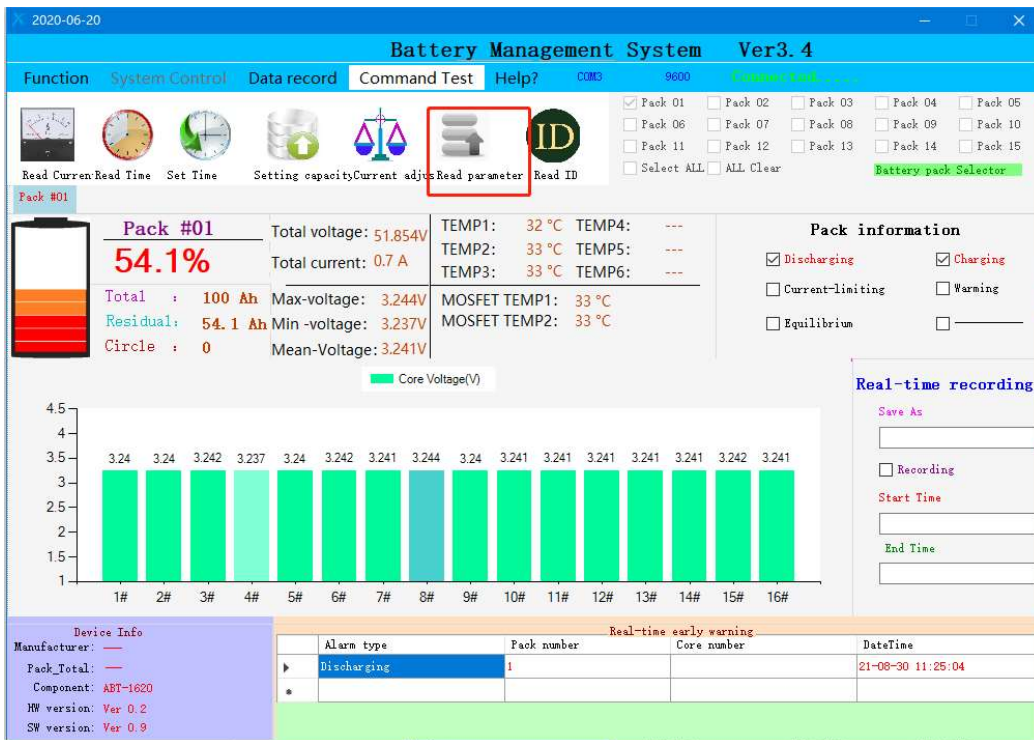 2020-06-20
Battery Management System Ver3.4
Function System Control Data record Command Test Help? COM3 9600 Connected.....
Pack 01 Pack 02 Pack 03 Pack 04 Pack 05
Pack 06 Pack 07 Pack 08 Pack 09 Pack 10
Pack 11 Pack 12 Pack 13 Pack 14 Pack 15
Select ALL ALL Clear Battery pack Selector
ID
Read Curren Read Time Set Time Setting capacity Current adjus Read parameter Read ID
Pack #01
Pack #01
54.1%
Total : 100 Ah
Residual: 54.1 Ah
Circle : 0
Total voltage: 51.854V
Total current: 0.7 A
Max-voltage: 3.244V
Min -voltage: 3.237V
Mean-Voltage: 3.241V
TEMP1: 32 °C TEMP4: ---
TEMP2: 33 °C TEMP5: ---
TEMP3: 33 °C TEMP6: ---
MOSFET TEMP1: 33 °C
MOSFET TEMP2: 33 °C
Pack information
Discharging Charging
Current-limiting Warming
Equilibrium
Core Voltage(V)
4.5
4
3.5
3
2.5
2
1.5
1
3.24 3.24 3.242 3.237 3.24 3.242 3.241 3.244 3.24 3.241 3.241 3.241 3.241 3.241 3.242 3.241
1# 2# 3# 4# 5# 6# 7# 8# 9# 10# 11# 12# 13# 14# 15# 16#
Real-time recording
Save As
Recording
Start Time
End Time
Device Info
Manufacturer: ——
Pack_Total: ——
Component: ABT-1620
HW version: Ver 0.2
SW version: Ver 0.9
Real-time early warning
Alarm type Pack number Core number DateTime
Discharging 1 21-08-30 11:25:04